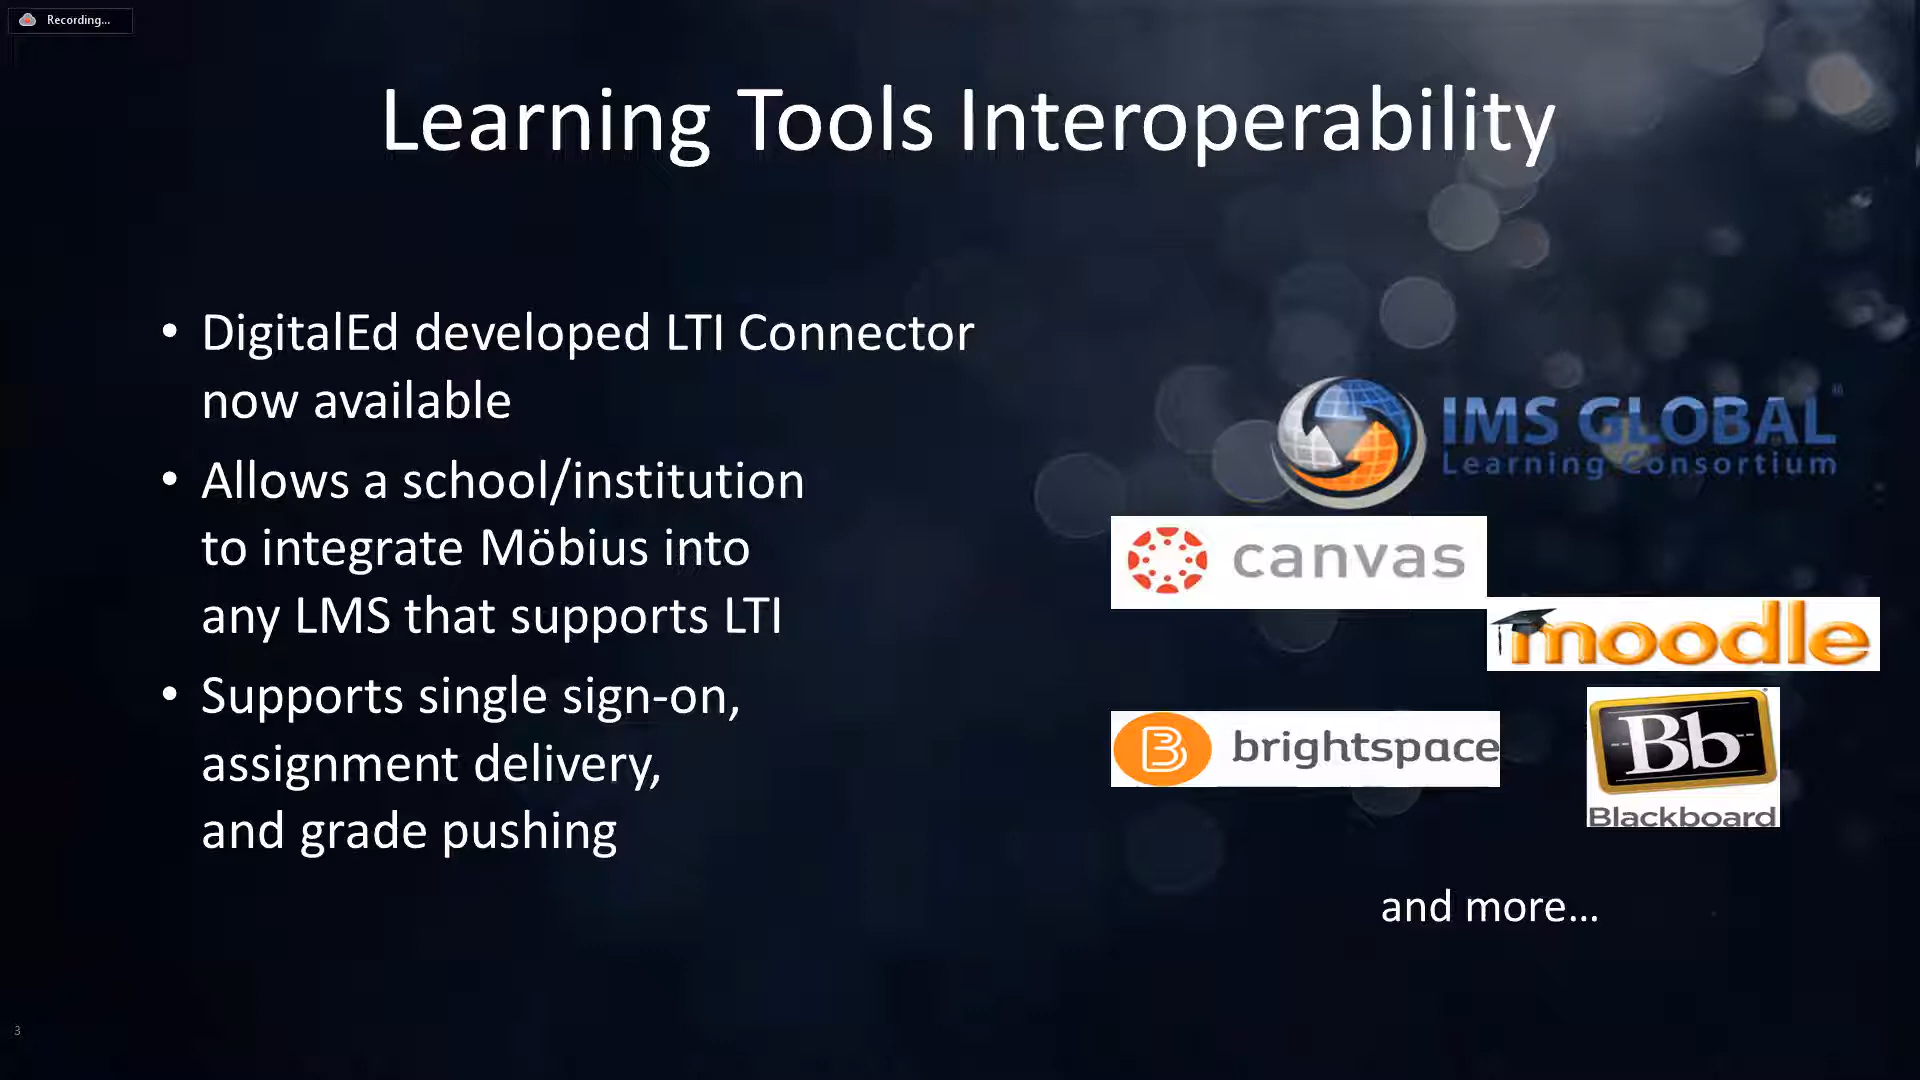 Recording...
Learning Tools Interoperability
• DigitalEd developed LTI Connector
now available
• Allows a school/institution
to integrate Möbius into
any LMS that supports LTI
• Supports single sign-on,
assignment delivery,
and grade pushing
IMS GLOBAL
Learning Consortium
canvas
moodle
B brightspace
Bb
Blackboard
and more...
3